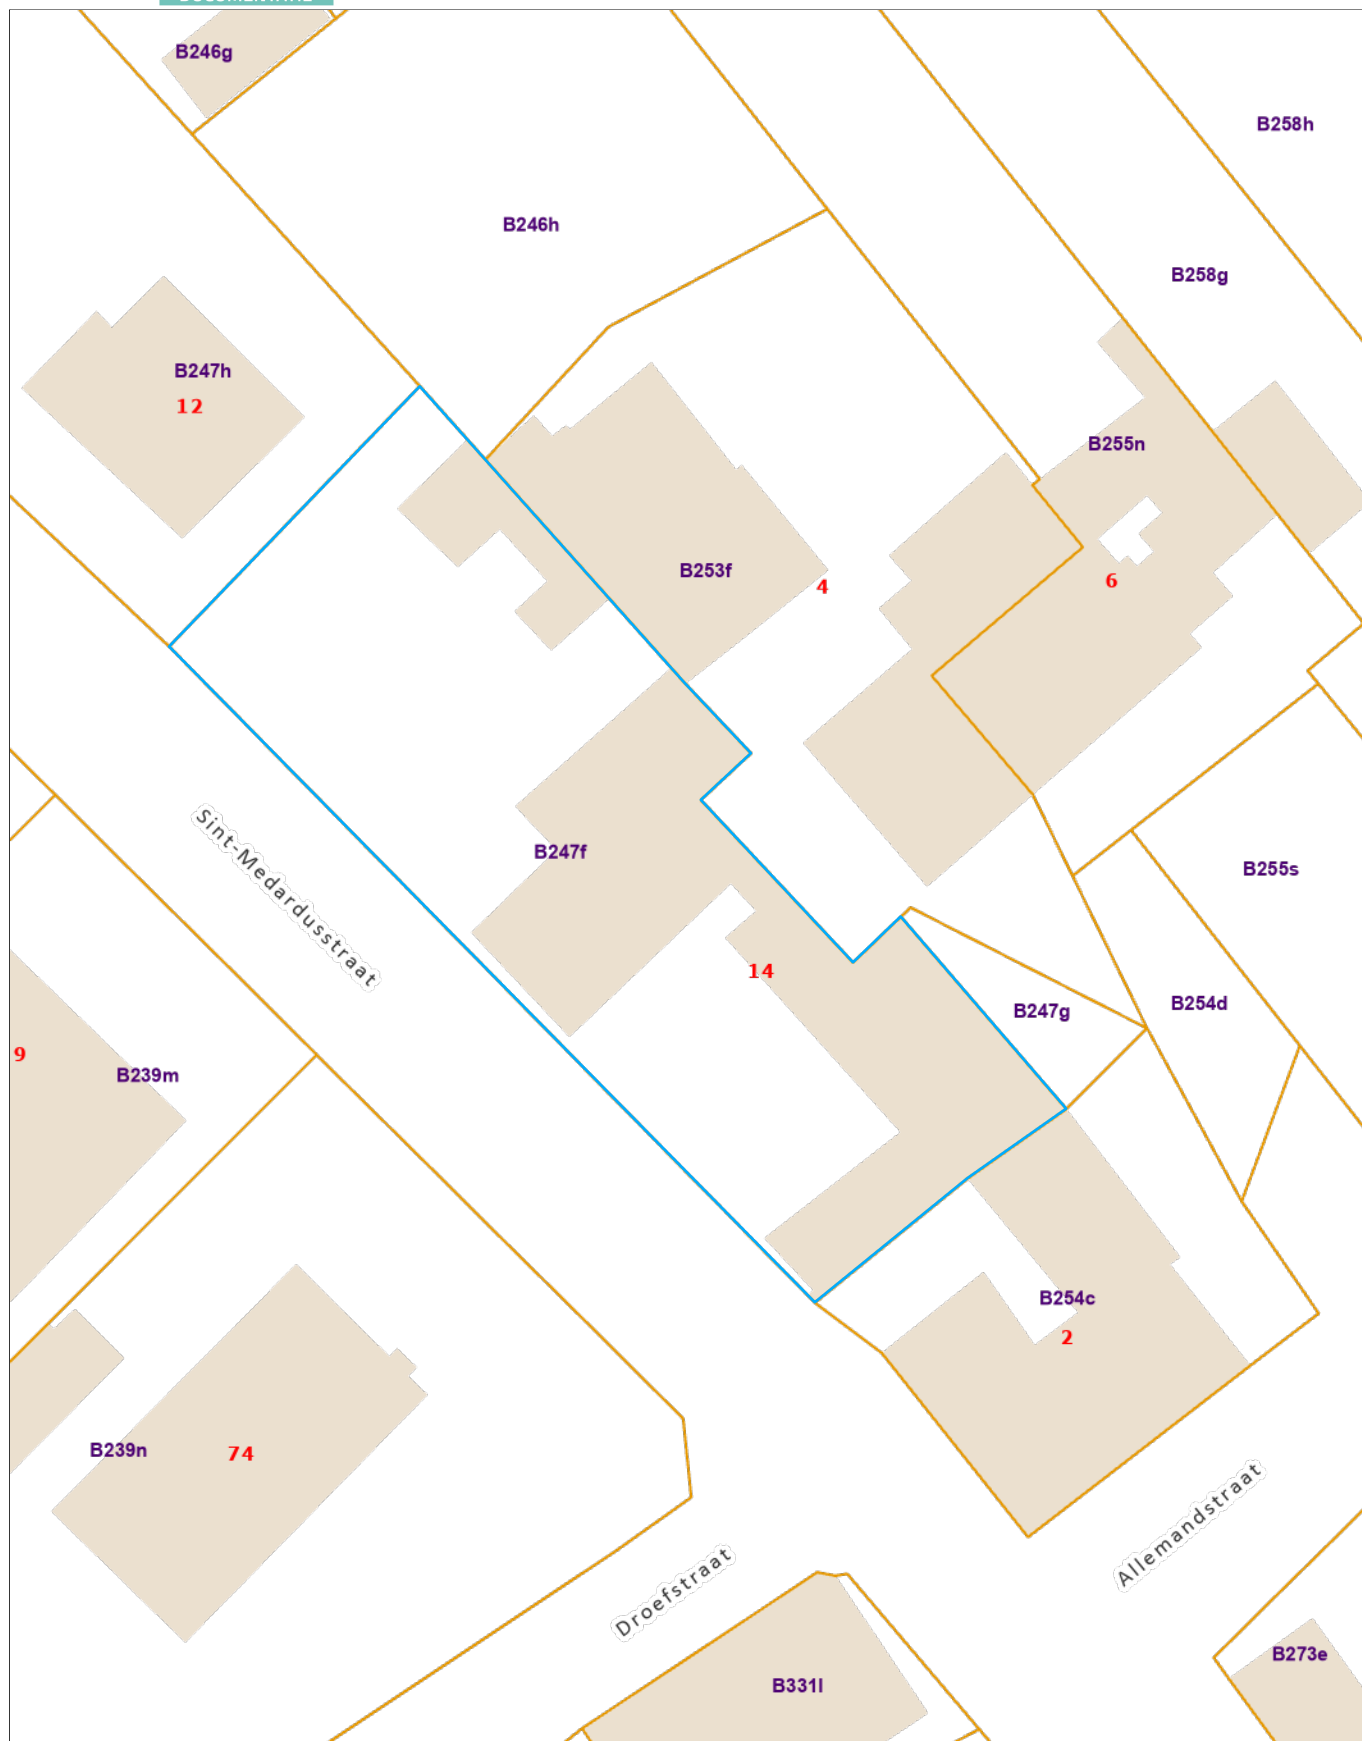 B246g
B258h
B246h
B258g
B247h
12
B255n
B253f
4
6
Sint-Medardusstraat
B247f
B255s
14
B254d
B247g
9
B239m
B254c
2
B239n
74
Allemandstraat
Droefstraat
B331l
B273e